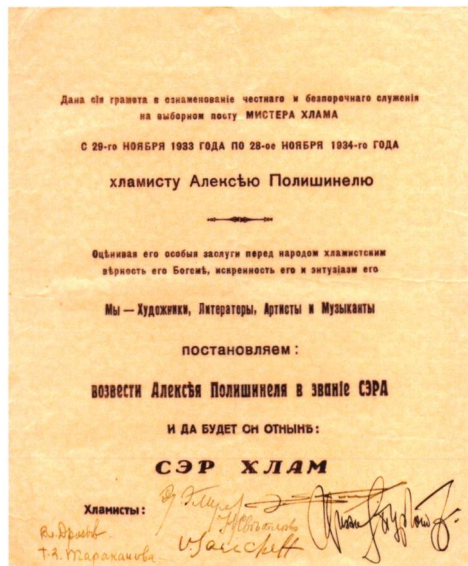 Дана сія грамота в ознаменованіе честнаго и безпорочнаго служенія
на выборном посту МИСТЕРА ХЛАМА
С 29-го НОЯБРЯ 1933 ГОДА ПО 28-ое НОЯБРЯ 1934-го ГОДА
хламисту Алексѣю Полишинелю
Оцѣнивая его особыя заслуги перед народом хламистским
вѣрность его Богемѣ, искренность его и энтузіазм его
Мы — Художники, Литераторы, Артисты и Музыканты
постановляем:
возвести Алексѣя Полишинеля в званіе СЭРА
И ДА БУДЕТ ОН ОТНЫНѢ:
СЭР ХЛАМ
Хламисты:
Т. З. Тараканова